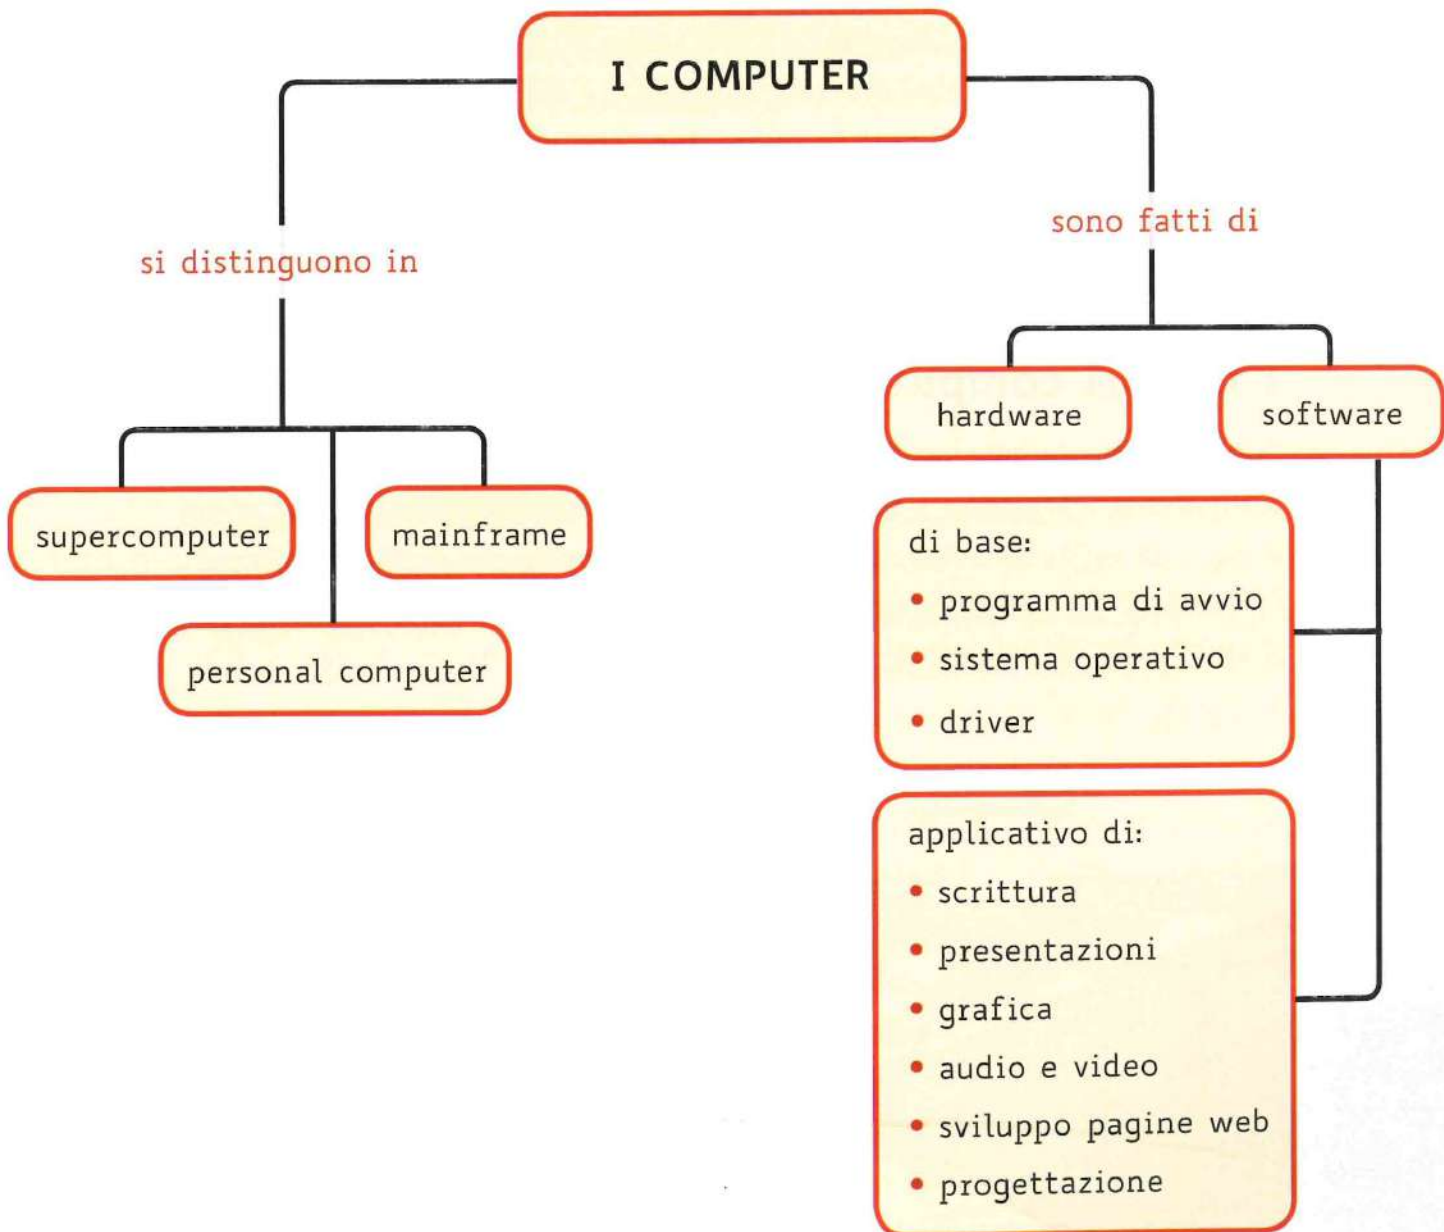 I COMPUTER
si distinguono in
supercomputer
mainframe
personal computer
sono fatti di
hardware
software
di base:
• programma di avvio
• sistema operativo
• driver
applicativo di:
• scrittura
• presentazioni
• grafica
• audio e video
• sviluppo pagine web
• progettazione